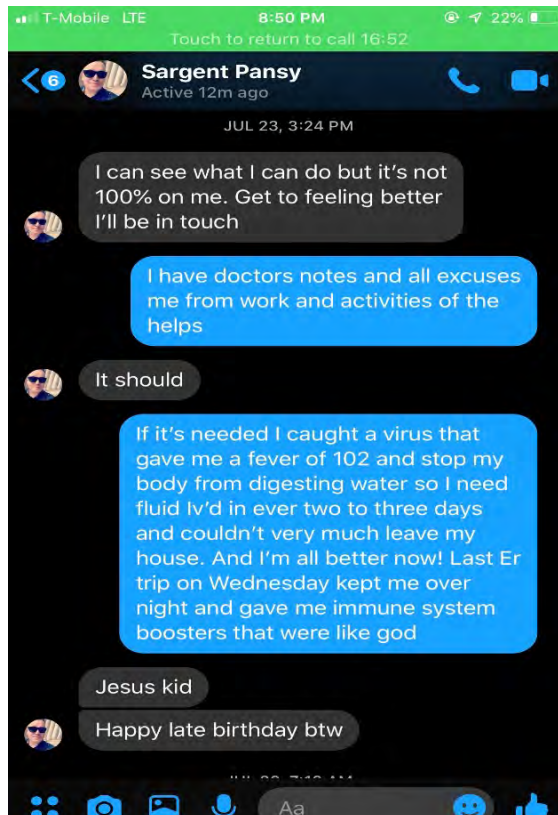 T-Mobile LTE 8:50 PM 22%
Touch to return to call 16:52
6 Sargent Pansy
Active 12m ago
JUL 23, 3:24 PM
I can see what I can do but it's not
100% on me. Get to feeling better
I'll be in touch
I have doctors notes and all excuses
me from work and activities of the
helps
It should
If it's needed I caught a virus that
gave me a fever of 102 and stop my
body from digesting water so I need
fluid Iv'd in ever two to three days
and couldn't very much leave my
house. And I'm all better now! Last Er
trip on Wednesday kept me over
night and gave me immune system
boosters that were like god
Jesus kid
Happy late birthday btw
Aa